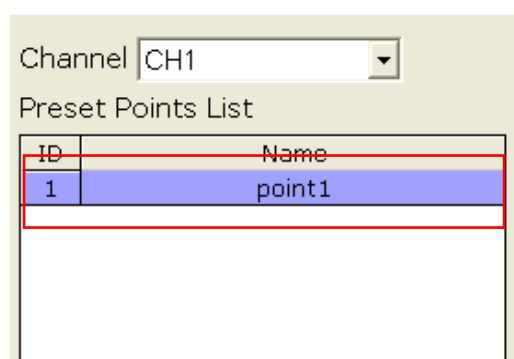 Channel CH1
Preset Points List
ID Name
1 point1